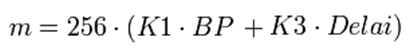 m = 256 · (K1 · BP + K3 · Delai)